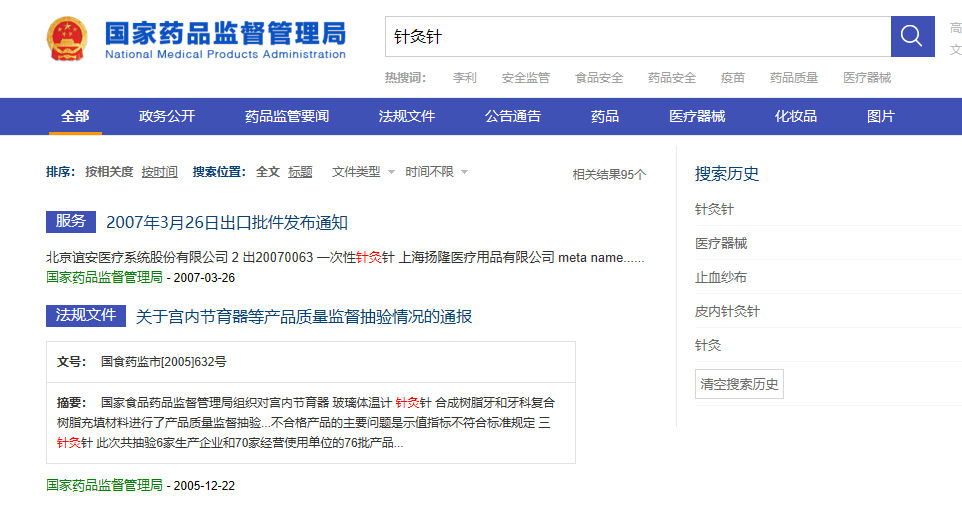 国家药品监督管理局
National Medical Products Administration
针灸针
高
文
热搜词: 李利 安全监管 食品安全 药品安全 疫苗 药品质量 医疗器械
全部 政务公开 药品监管要闻 法规文件 公告通告 药品 医疗器械 化妆品 图片
排序: 按相关度 按时间 搜索位置: 全文 标题 文件类型 时间不限 相关结果95个
服务 2007年3月26日出口批件发布通知
北京谊安医疗系统股份有限公司 2 出20070063 一次性针灸针 上海扬隆医疗用品有限公司 meta name......
国家药品监督管理局 - 2007-03-26
法规文件 关于宫内节育器等产品质量监督抽验情况的通报
文号: 国食药监市[2005]632号
摘要: 国家食品药品监督管理局组织对宫内节育器 玻璃体温计 针灸针 合成树脂牙和牙科复合
树脂充填材料进行了产品质量监督抽验...不合格产品的主要问题是示值指标不符合标准规定 三
针灸针 此次共抽验6家生产企业和70家经营使用单位的76批产品...
国家药品监督管理局 - 2005-12-22
搜索历史
针灸针
医疗器械
止血纱布
皮内针灸针
针灸
清空搜索历史